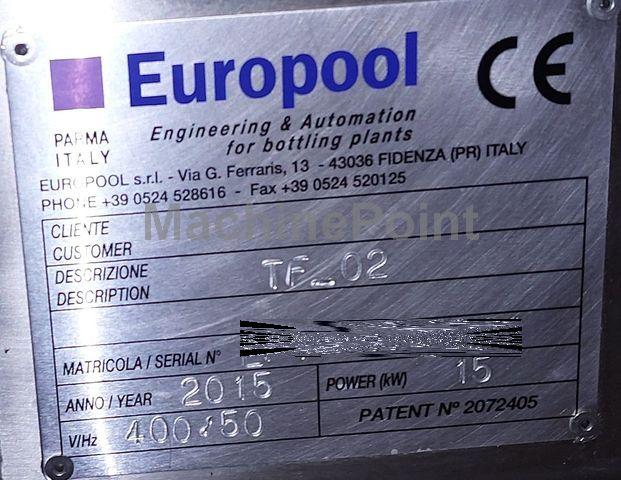 Europool CE
PARMA
ITALY
Engineering & Automation
for bottling plants
EUROPOOL s.r.l. - Via G. Ferraris, 13 - 43036 FIDENZA (PR) ITALY
PHONE +39 0524 528616 - Fax +39 0524 520125
MachinePoint
CLIENTE
CUSTOMER
DESCRIZIONE
DESCRIPTION
TF_02
MATRICOLA / SERIAL N°
ANNO / YEAR 2015 POWER (kW) 15
V/Hz 400/50 PATENT N° 2072405